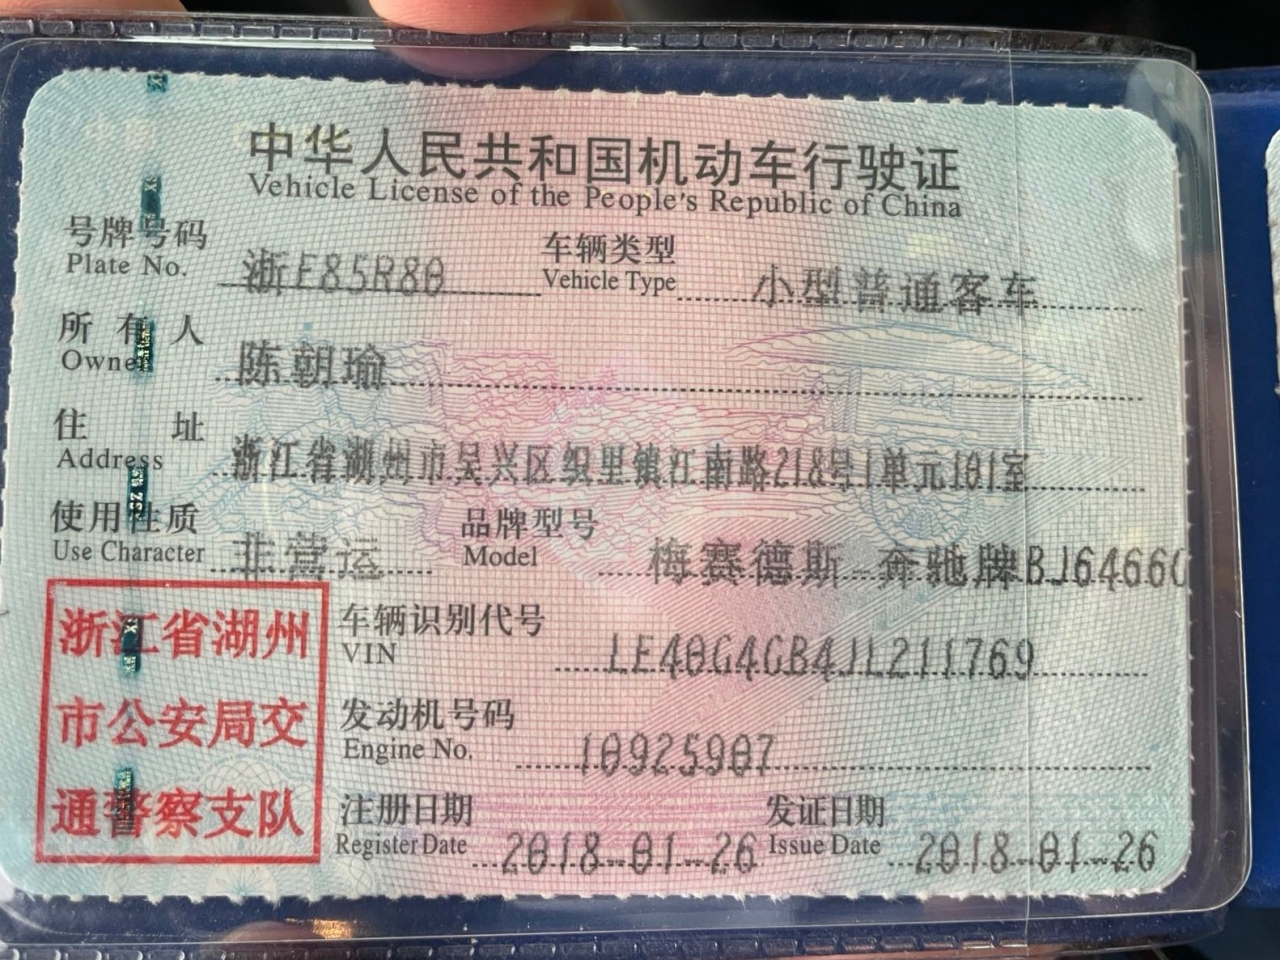 中华人民共和国机动车行驶证
Vehicle License of the People's Republic of China
号牌号码 浙E85R80 车辆类型 小型普通客车
Plate No. Vehicle Type
所有人 陈朝瑜
Owner
住址 浙江省湖州市吴兴区织里镇江南路218号1单元101室
Address
使用性质 非营运 品牌型号 梅赛德斯-奔驰牌BJ6466
Use Character Model
浙江省湖州
市公安局交
通警察支队
车辆识别代号 LE40G4GB4JL211769
VIN
发动机号码 10925907
Engine No.
注册日期 2018-01-26 发证日期 2018-01-26
Register Date Issue Date